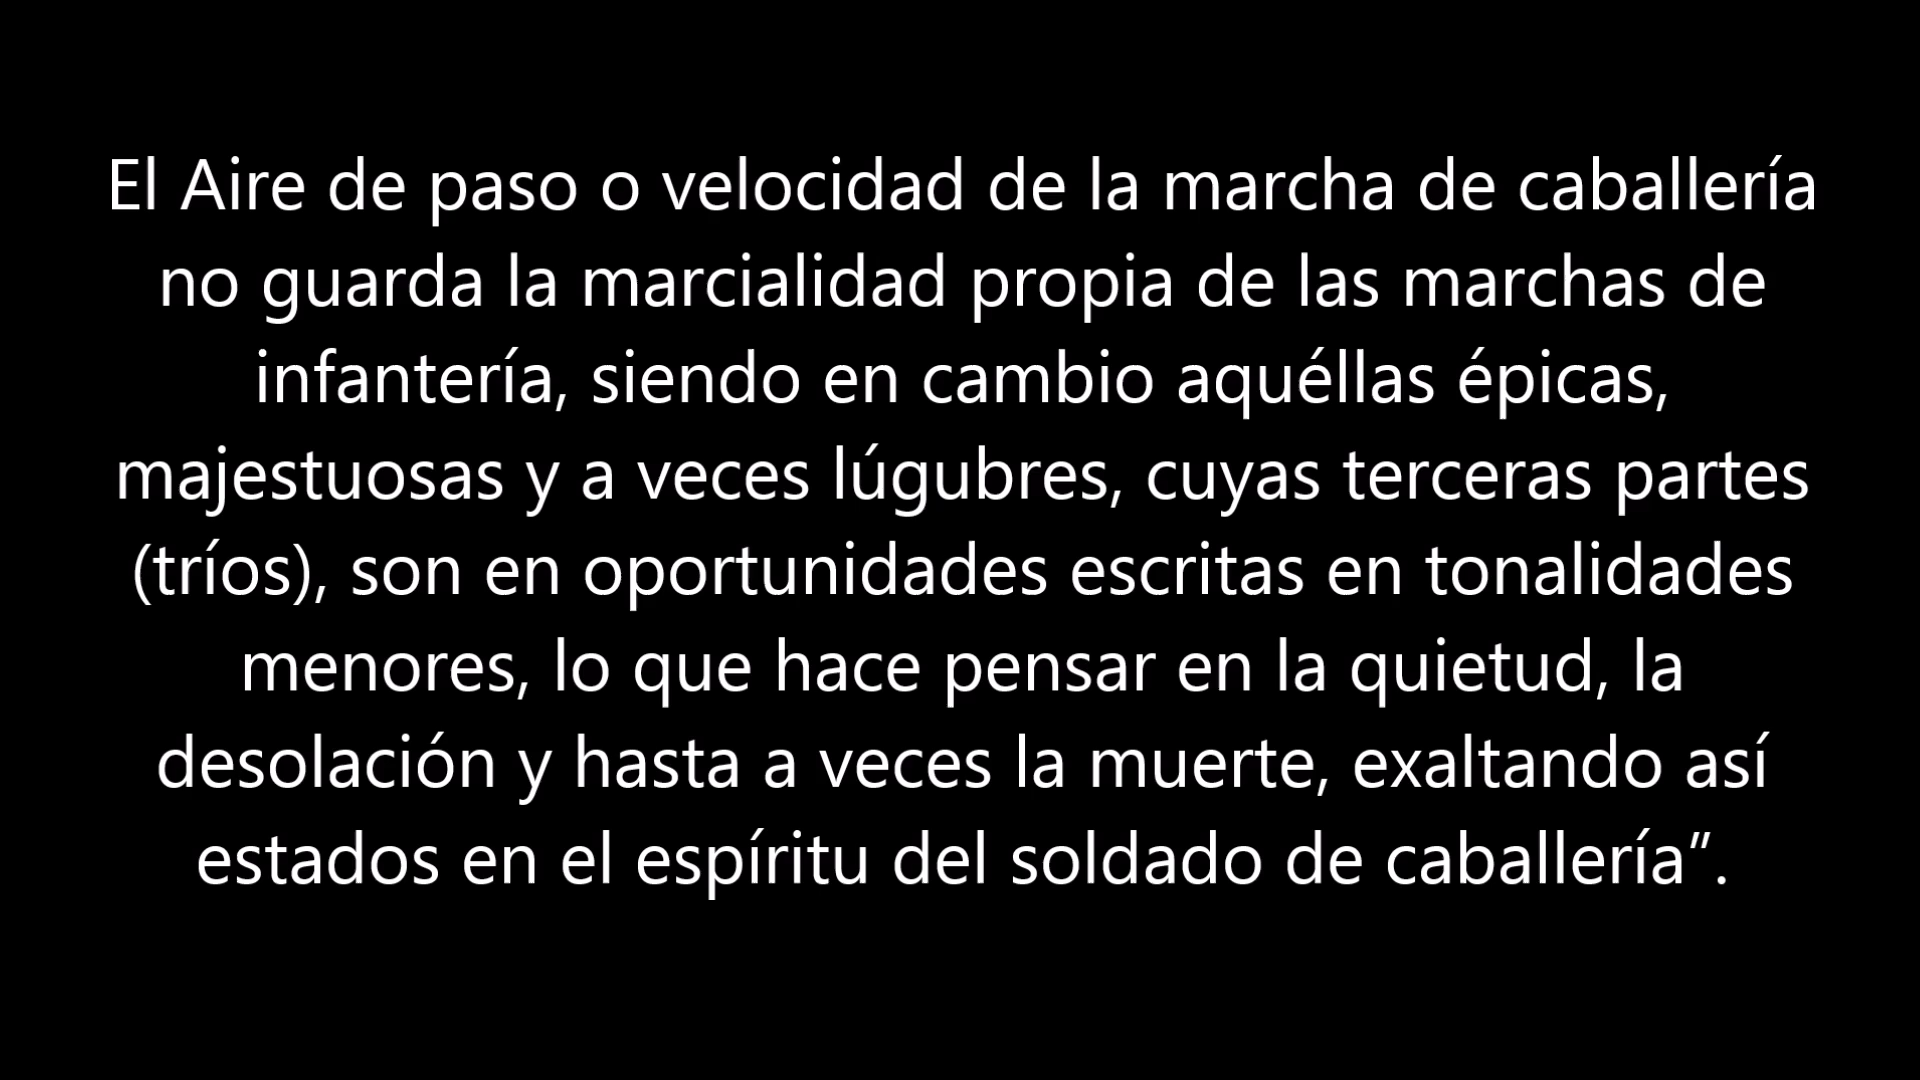 El Aire de paso o velocidad de la marcha de caballería
no guarda la marcialidad propia de las marchas de
infantería, siendo en cambio aquéllas épicas,
majestuosas y a veces lúgubres, cuyas terceras partes
(tríos), son en oportunidades escritas en tonalidades
menores, lo que hace pensar en la quietud, la
desolación y hasta a veces la muerte, exaltando así
estados en el espíritu del soldado de caballería”.